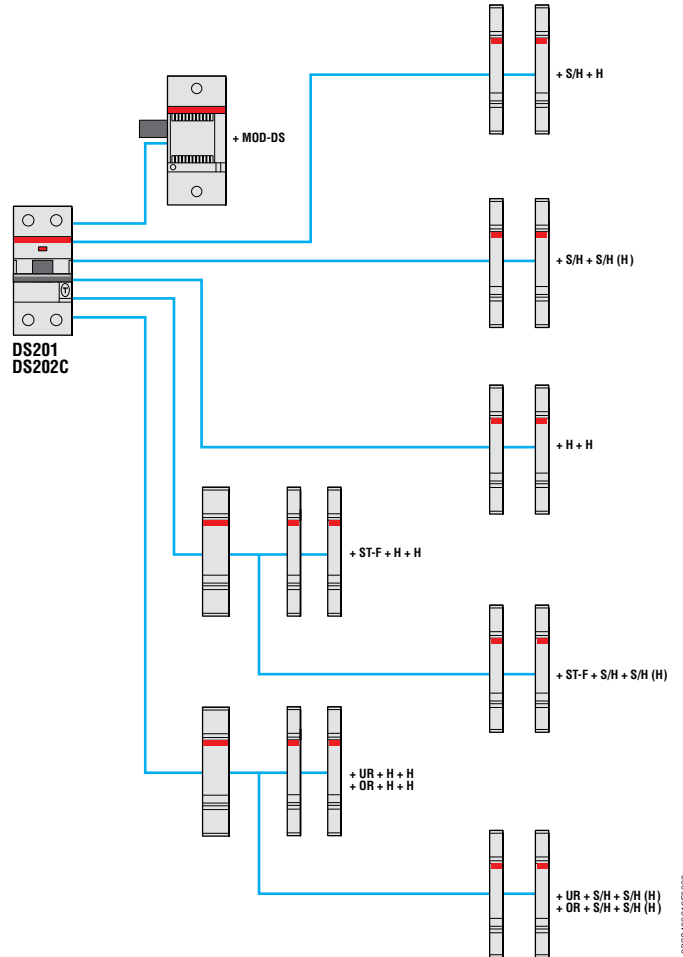 + S/H + H
+ MOD-DS
+ S/H + S/H (H)
T
DS201
DS202C
+ H + H
+ ST-F + H + H
+ ST-F + S/H + S/H (H)
+ UR + H + H
+ OR + H + H
+ UR + S/H + S/H (H)
+ OR + S/H + S/H (H)